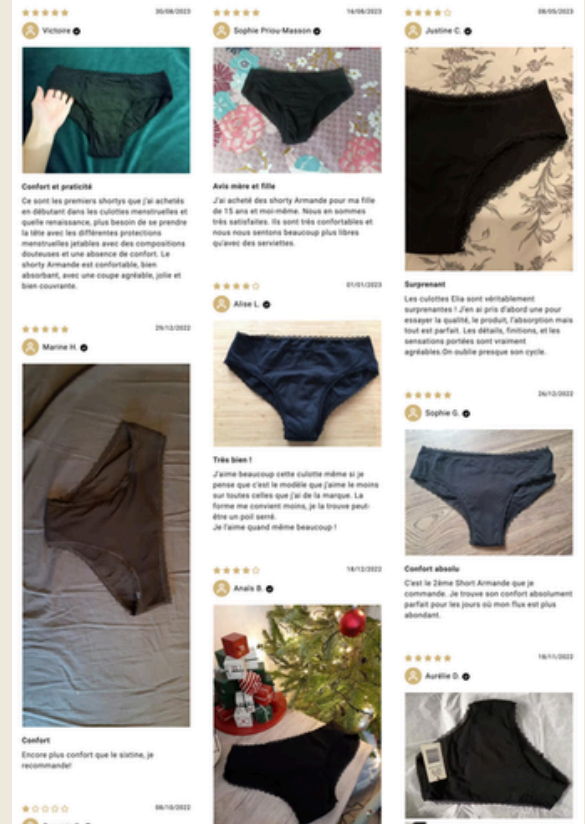 30/08/2023
Victoire
Confort et praticité
Ce sont les premiers shortys que j'ai achetés
en débutant dans les culottes menstruelles et
quelle renaissance, plus besoin de se prendre
la tête avec les différentes protections
menstruelles jetables avec des compositions
douteuses et une absence de confort. Le
shorty Armande est confortable, bien
absorbant, avec une coupe agréable, jolie et
bien couvrante.
29/12/2022
Marine H.
Confort
Encore plus confort que le sixtine, je
recommande!
08/10/2022
16/08/2023
Sophie Priou-Masson
Avis mère et fille
J'ai acheté des shorty Armande pour ma fille
de 15 ans et moi-même. Nous en sommes
très satisfaites. Ils sont très confortables et
nous nous sentons beaucoup plus libres
qu'avec des serviettes.
01/01/2023
Alise L.
Très bien !
J'aime beaucoup cette culotte même si je
pense que c'est le modèle que j'aime le moins
sur toutes celles que j'ai de la marque. La
forme me convient moins, je la trouve peut-
être un poil serré.
Je l'aime quand même beaucoup !
18/12/2022
Anaïs B.
08/05/2023
Justine C.
Surprenant
Les culottes Elia sont véritablement
surprenantes ! J'en ai pris d'abord une pour
essayer la qualité, le produit, l'absorption mais
tout est parfait. Les détails, finitions, et les
sensations portées sont vraiment
agréables.On oublie presque son cycle.
26/12/2022
Sophie G.
Confort absolu
C'est le 2ème Short Armande que je
commande. Je trouve son confort absolument
parfait pour les jours où mon flux est plus
abondant.
18/11/2022
Aurélie D.